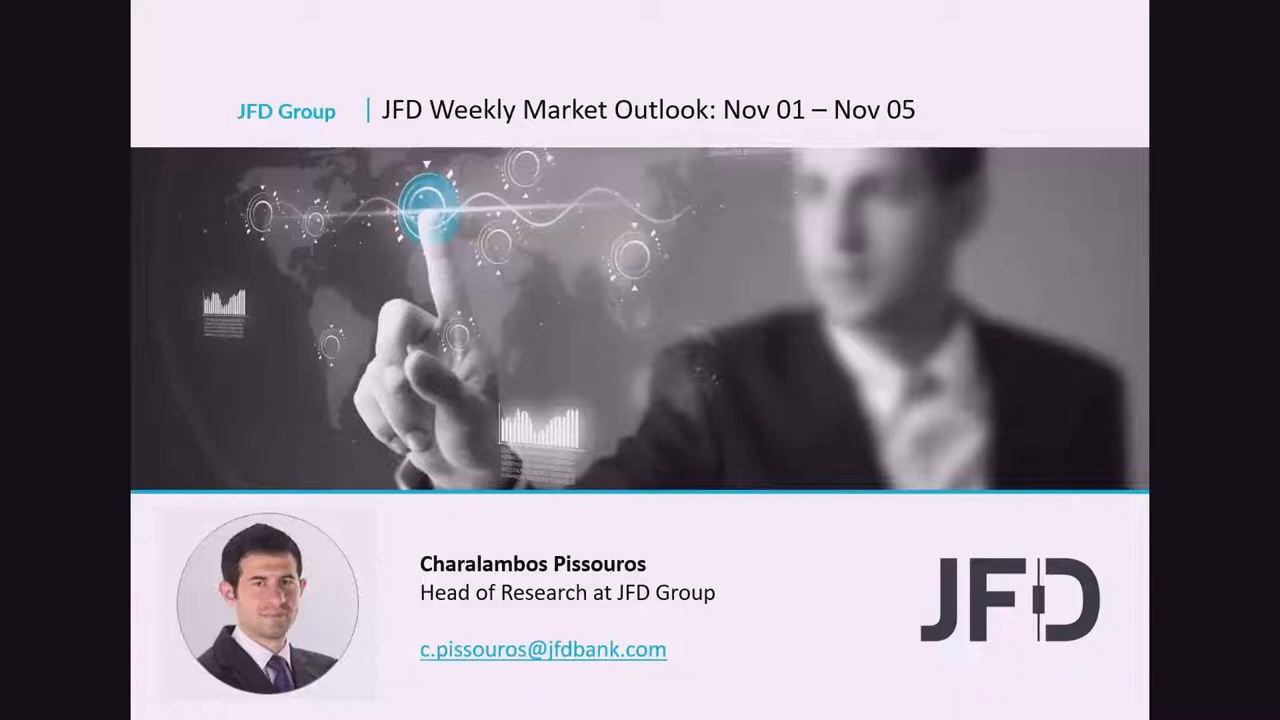 JFD Group | JFD Weekly Market Outlook: Nov 01 – Nov 05
Charalambos Pissouros
Head of Research at JFD Group
c.pissouros@jfdbank.com
JFD